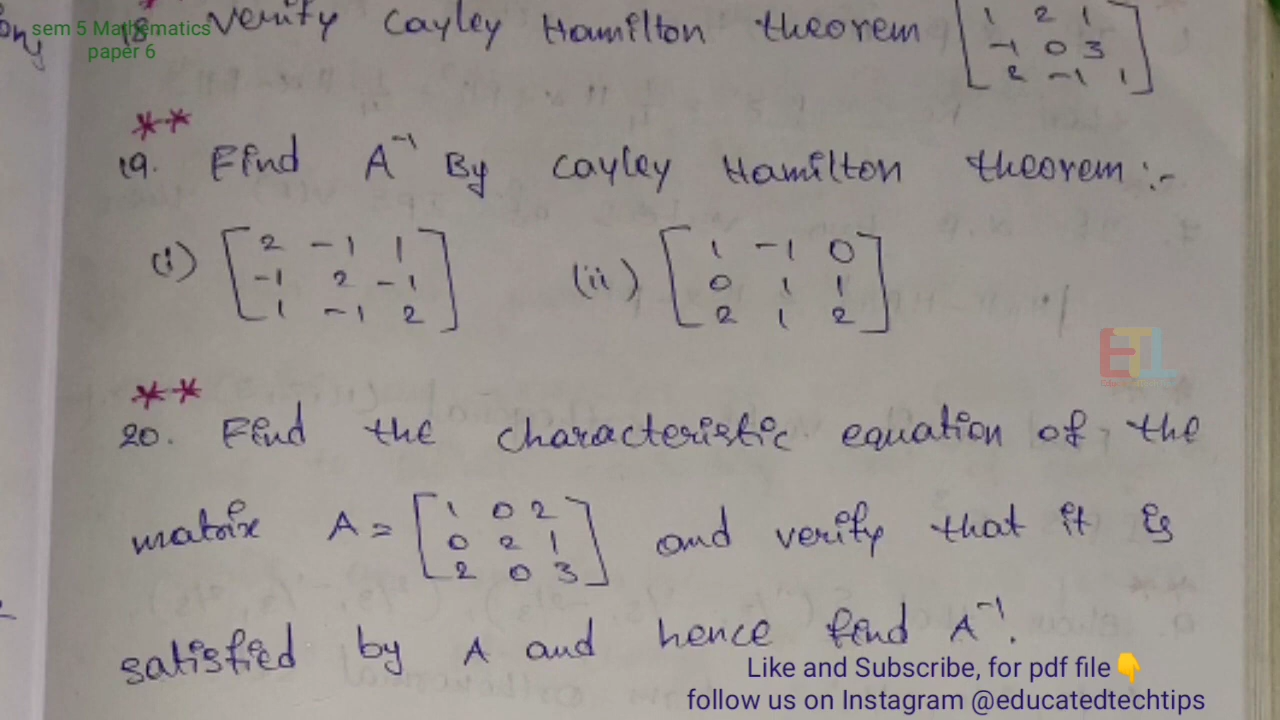 sem 5 Mathematics
paper 6
18. Verify Cayley Hamilton theorem [1 2 1
-1 0 3
2 -1 1]
**
19. Find A⁻¹ By Cayley Hamilton theorem :-
(i) [2 -1 1
-1 2 -1
1 -1 2]
(ii) [1 -1 0
0 1 1
2 1 2]
ETL
**
20. Find the characteristic equation of, the
matrix A = [1 0 2
0 2 1
2 0 3] and verify that it is
satisfied by A and hence find A⁻¹.
Like and Subscribe, for pdf file👇
follow us on Instagram @educatedtechtips